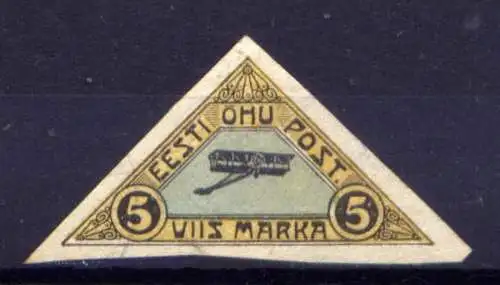 EESTI OHU POST.
5 VIIS MARKA 5